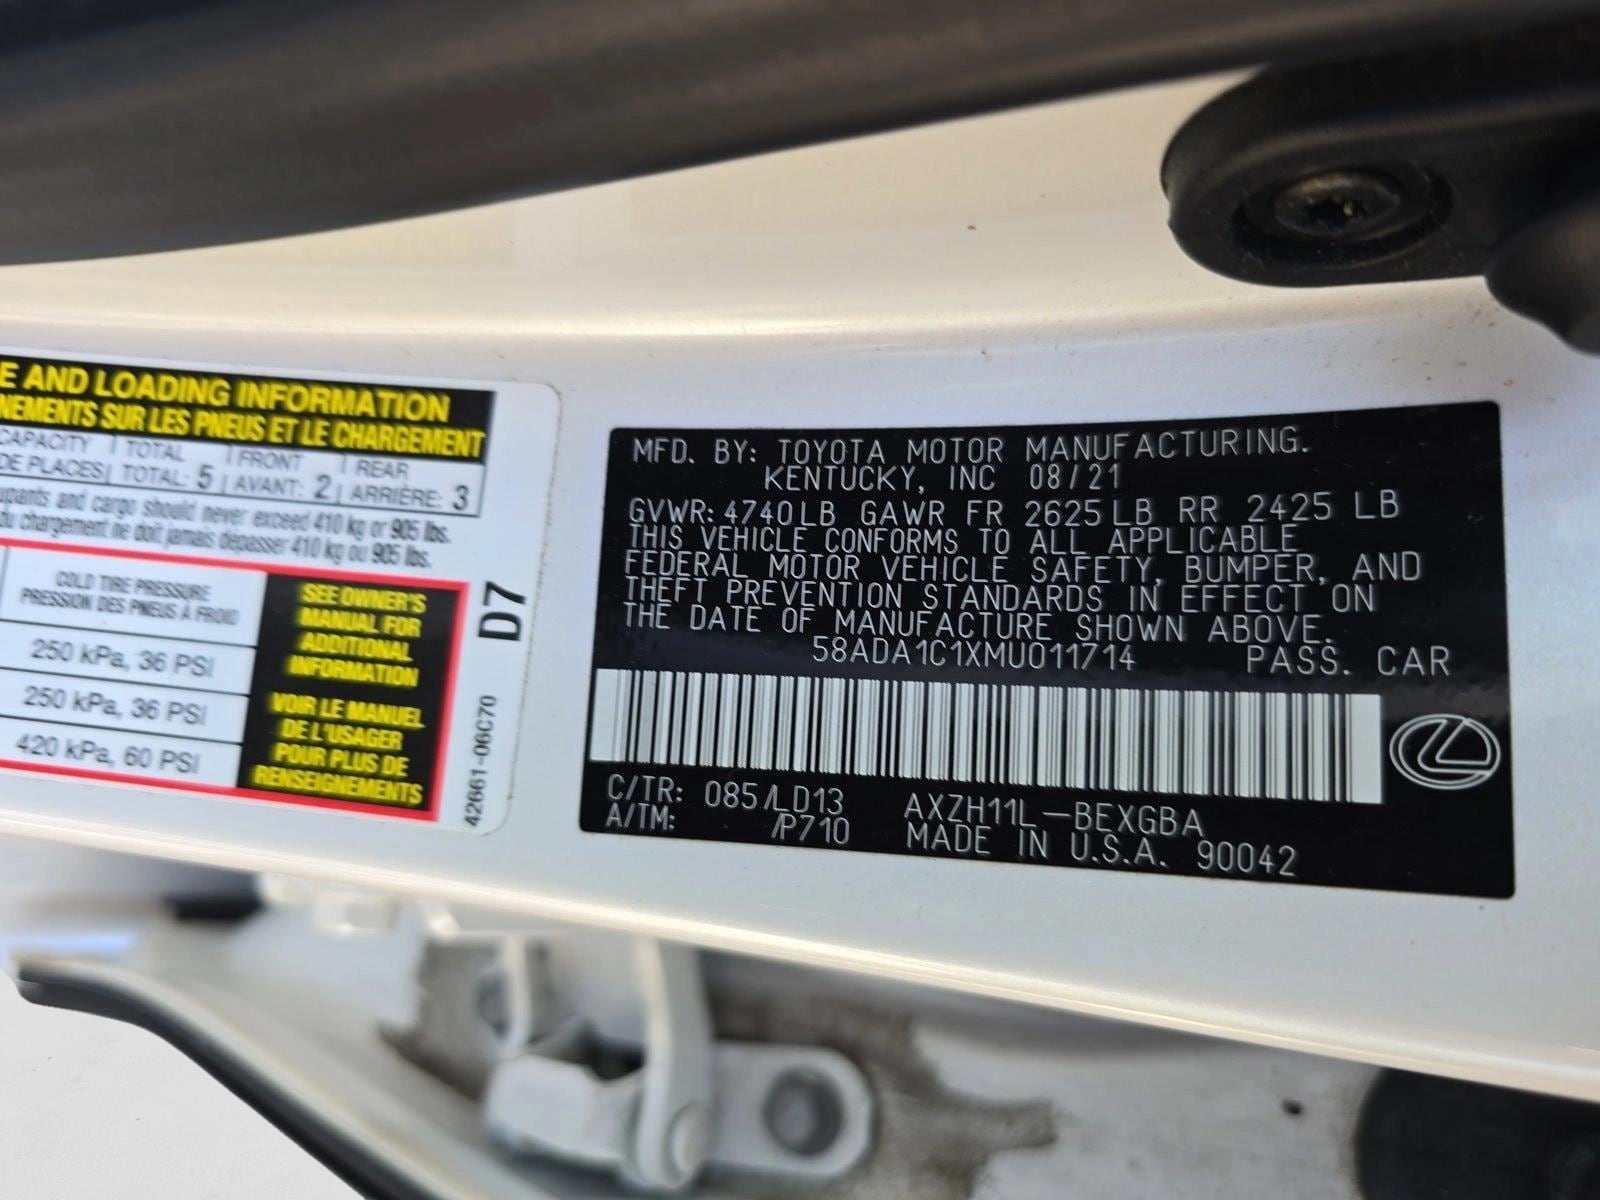 E AND LOADING INFORMATION
NEMENTS SUR LES PNEUS ET LE CHARGEMENT
CAPACITY TOTAL FRONT REAR
DE PLACES TOTAL: 5 AVANT: 2 ARRIÈRE: 3
upants and cargo should never exceed 410 kg or 905 lbs.
du chargement ne doit jamais dépasser 410 kg ou 905 lbs.
COLD TIRE PRESSURE
PRESSION DES PNEUS À FROID
250 kPa, 36 PSI
250 kPa, 36 PSI
420 kPa, 60 PSI
SEE OWNER'S
MANUAL FOR
ADDITIONAL
INFORMATION
VOIR LE MANUEL
DE L'USAGER
POUR PLUS DE
RENSEIGNEMENTS
D7
42661-06C70
MFD. BY: TOYOTA MOTOR MANUFACTURING.
KENTUCKY, INC 08/21
GVWR: 4740LB GAWR FR 2625LB RR 2425 LB
THIS VEHICLE CONFORMS TO ALL APPLICABLE
FEDERAL MOTOR VEHICLE SAFETY, BUMPER, AND
THEFT PREVENTION STANDARDS IN EFFECT ON
THE DATE OF MANUFACTURE SHOWN ABOVE.
58ADA1C1XMU011714 PASS. CAR
C/TR: 085/LD13 AXZH11L-BEXGBA
A/TM: /P710 MADE IN U.S.A. 90042